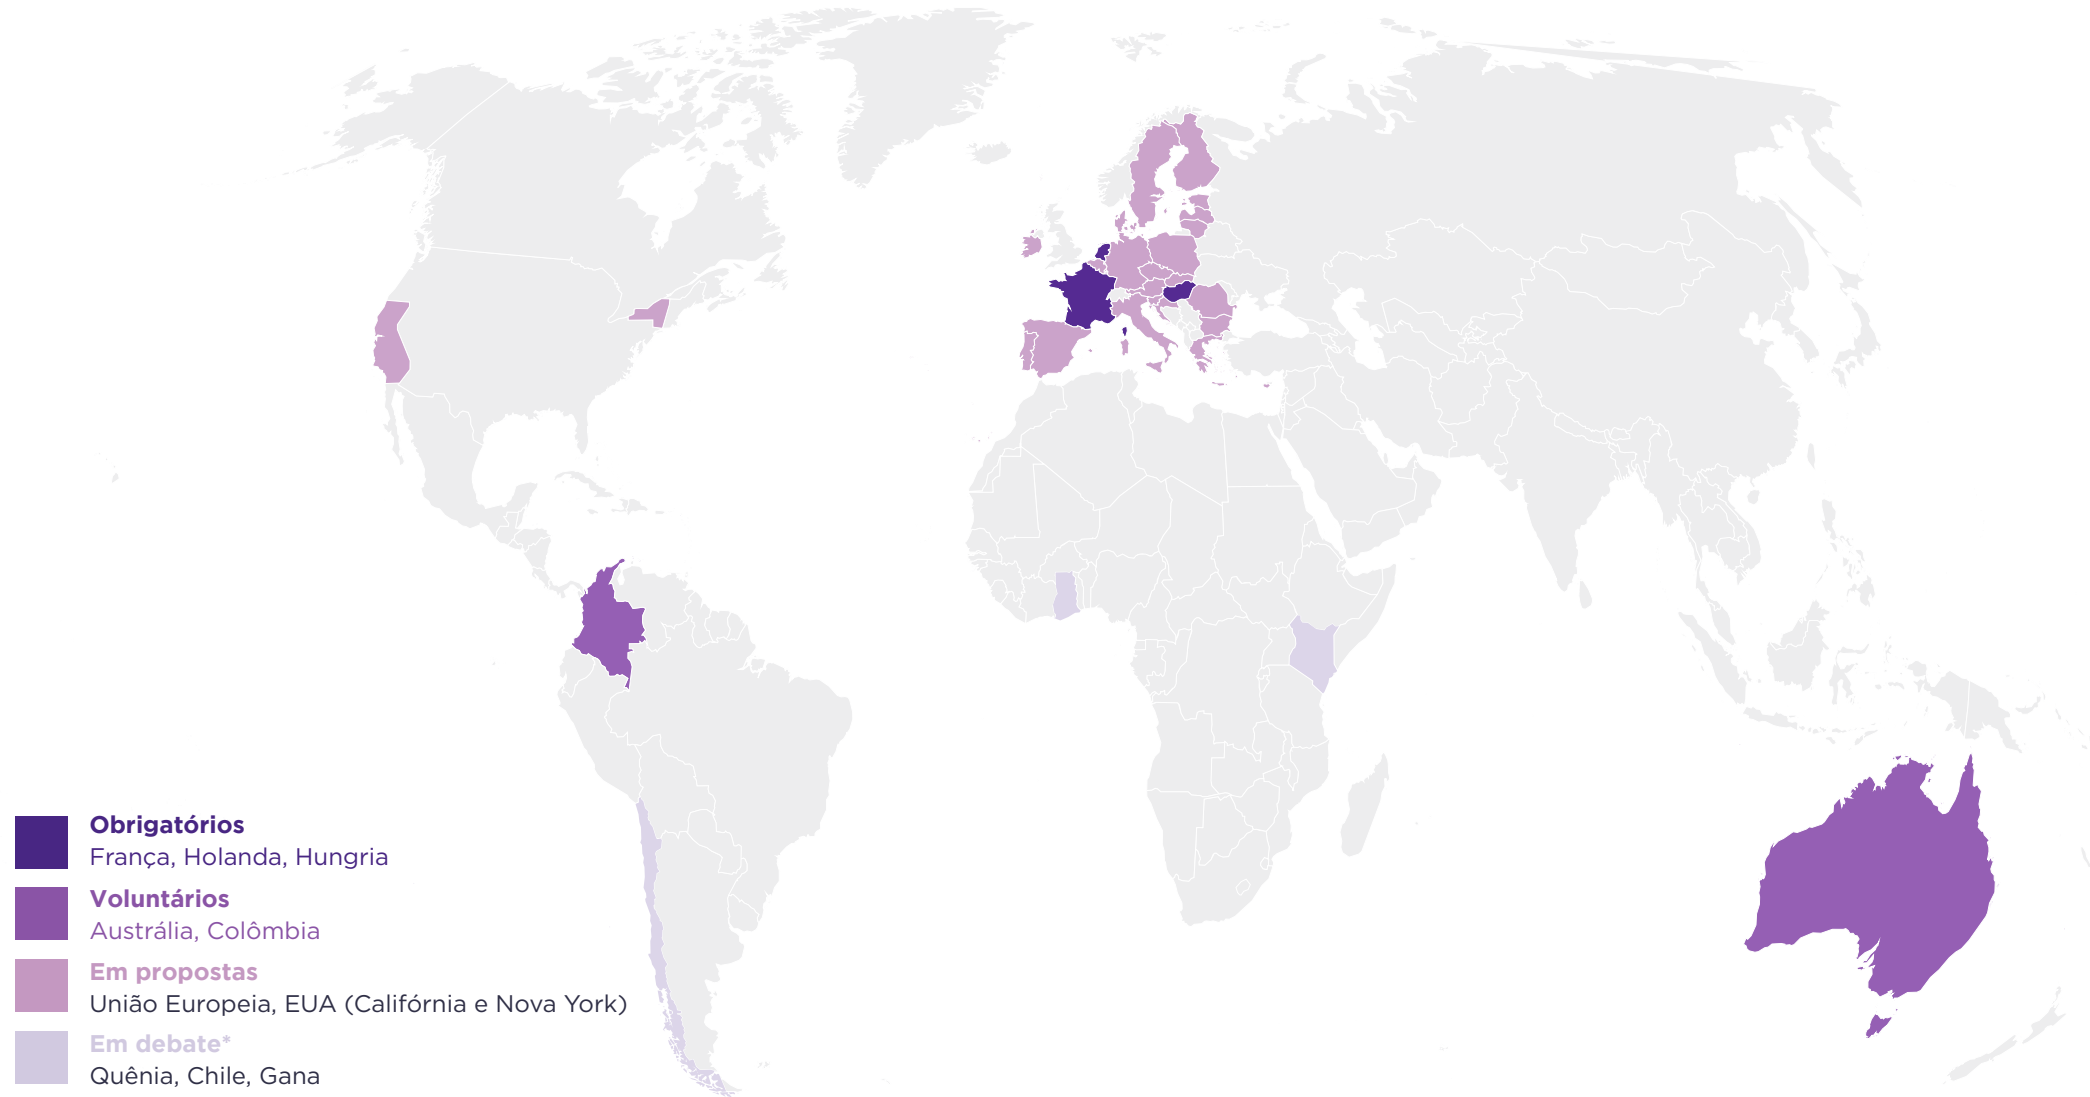 Obrigatórios
França, Holanda, Hungria
Voluntários
Austrália, Colômbia
Em propostas
União Europeia, EUA (Califórnia e Nova York)
Em debate*
Quênia, Chile, Gana